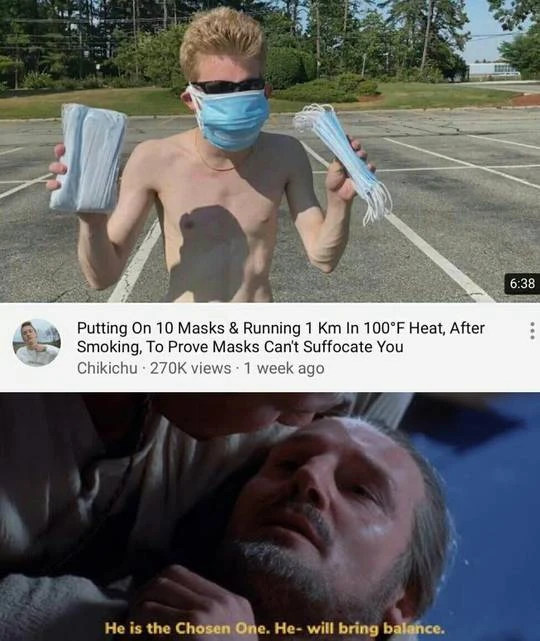 6:38
Putting On 10 Masks & Running 1 Km In 100°F Heat, After
Smoking, To Prove Masks Can't Suffocate You
Chikichu · 270K views · 1 week ago
He is the Chosen One. He- will bring balance.